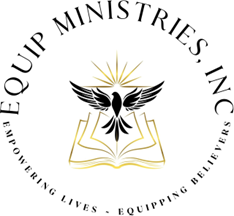 EQUIP MINISTRIES, INC
EMPOWERING LIVES - EQUIPPING BELIEVERS